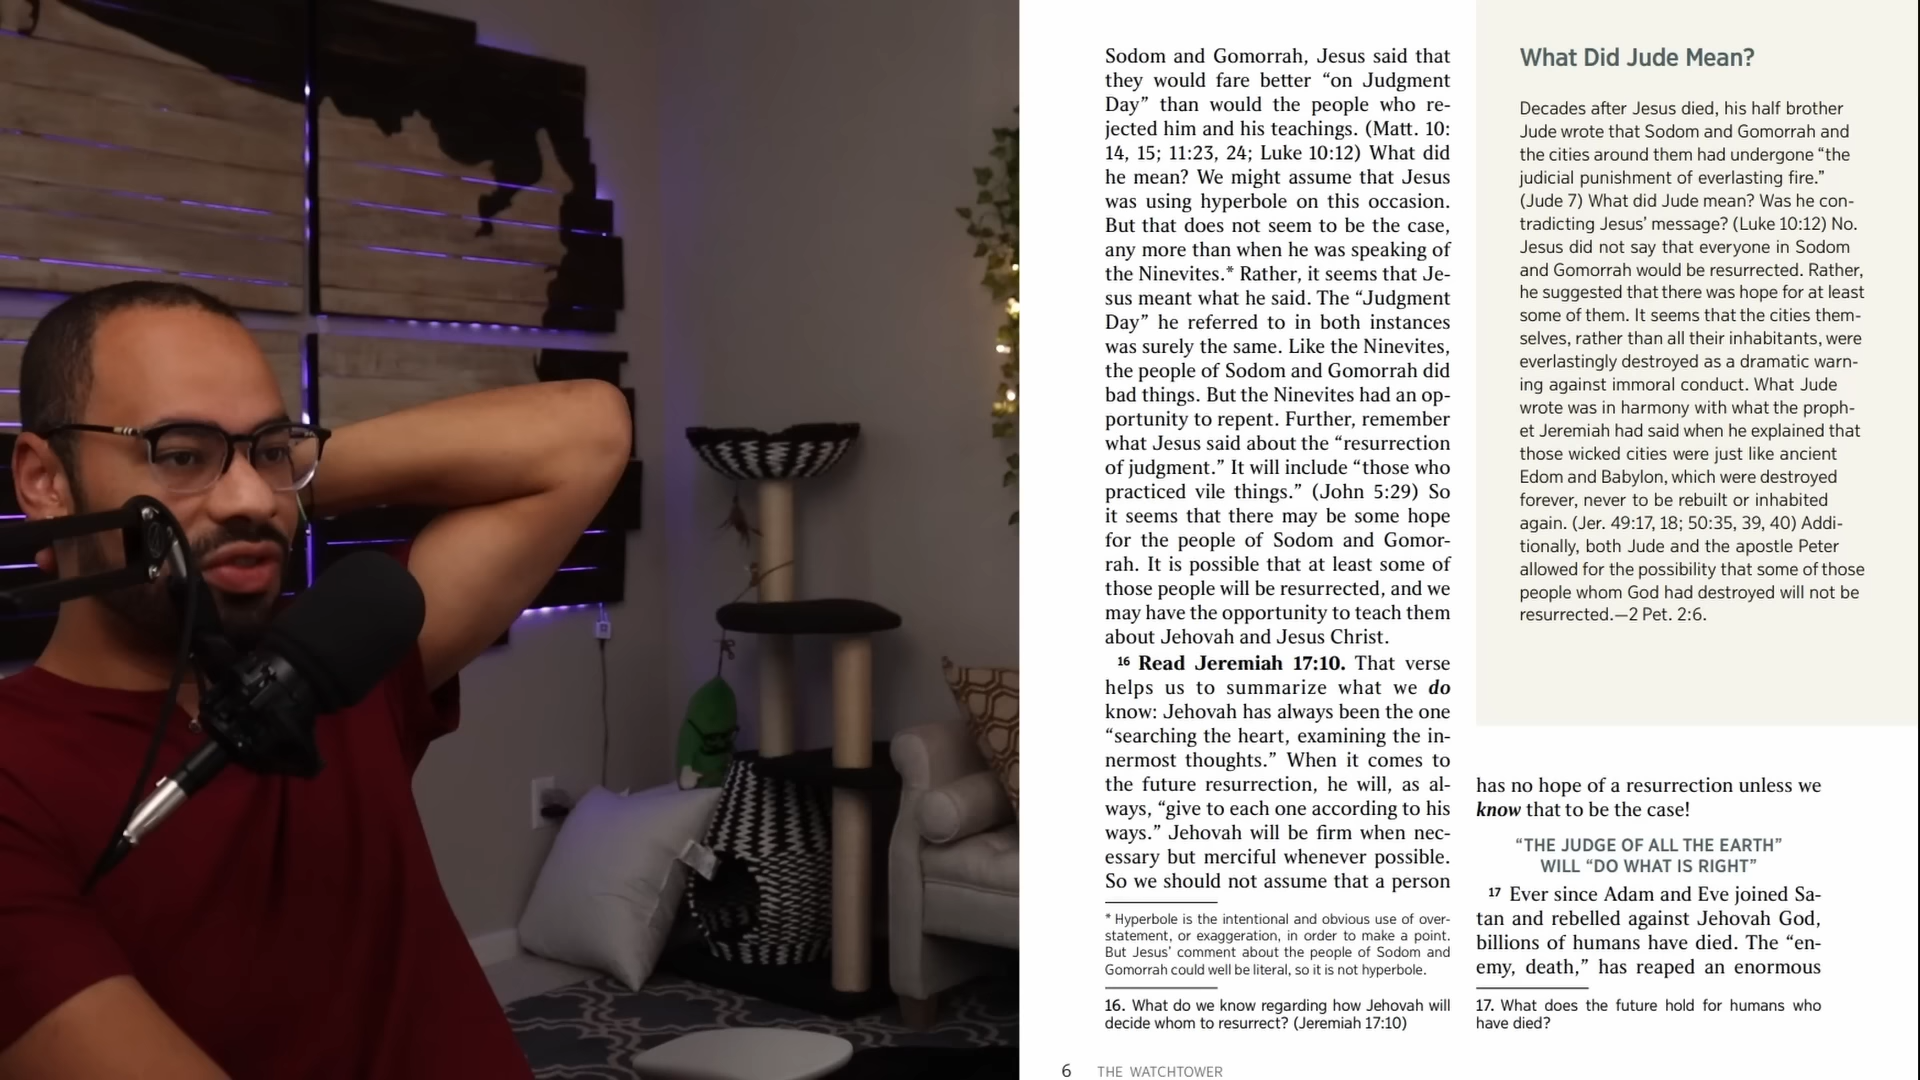 Sodom and Gomorrah, Jesus said that
they would fare better “on Judgment
Day” than would the people who re-
jected him and his teachings. (Matt. 10:
14, 15; 11:23, 24; Luke 10:12) What did
he mean? We might assume that Jesus
was using hyperbole on this occasion.
But that does not seem to be the case,
any more than when he was speaking of
the Ninevites.* Rather, it seems that Je-
sus meant what he said. The “Judgment
Day” he referred to in both instances
was surely the same. Like the Ninevites,
the people of Sodom and Gomorrah did
bad things. But the Ninevites had an op-
portunity to repent. Further, remember
what Jesus said about the “resurrection
of judgment.” It will include “those who
practiced vile things.” (John 5:29) So
it seems that there may be some hope
for the people of Sodom and Gomor-
rah. It is possible that at least some of
those people will be resurrected, and we
may have the opportunity to teach them
about Jehovah and Jesus Christ.
16 Read Jeremiah 17:10. That verse
helps us to summarize what we do
know: Jehovah has always been the one
“searching the heart, examining the in-
nermost thoughts.” When it comes to
the future resurrection, he will, as al-
ways, “give to each one according to his
ways.” Jehovah will be firm when nec-
essary but merciful whenever possible.
So we should not assume that a person
* Hyperbole is the intentional and obvious use of over-
statement, or exaggeration, in order to make a point.
But Jesus’ comment about the people of Sodom and
Gomorrah could well be literal, so it is not hyperbole.
16. What do we know regarding how Jehovah will
decide whom to resurrect? (Jeremiah 17:10)
What Did Jude Mean?
Decades after Jesus died, his half brother
Jude wrote that Sodom and Gomorrah and
the cities around them had undergone “the
judicial punishment of everlasting fire.”
(Jude 7) What did Jude mean? Was he con-
tradicting Jesus’ message? (Luke 10:12) No.
Jesus did not say that everyone in Sodom
and Gomorrah would be resurrected. Rather,
he suggested that there was hope for at least
some of them. It seems that the cities them-
selves, rather than all their inhabitants, were
everlastingly destroyed as a dramatic warn-
ing against immoral conduct. What Jude
wrote was in harmony with what the proph-
et Jeremiah had said when he explained that
those wicked cities were just like ancient
Edom and Babylon, which were destroyed
forever, never to be rebuilt or inhabited
again. (Jer. 49:17, 18; 50:35, 39, 40) Addi-
tionally, both Jude and the apostle Peter
allowed for the possibility that some of those
people whom God had destroyed will not be
resurrected.—2 Pet. 2:6.
has no hope of a resurrection unless we
know that to be the case!
“THE JUDGE OF ALL THE EARTH”
WILL “DO WHAT IS RIGHT”
17 Ever since Adam and Eve joined Sa-
tan and rebelled against Jehovah God,
billions of humans have died. The “en-
emy, death,” has reaped an enormous
17. What does the future hold for humans who
have died?
6 THE WATCHTOWER